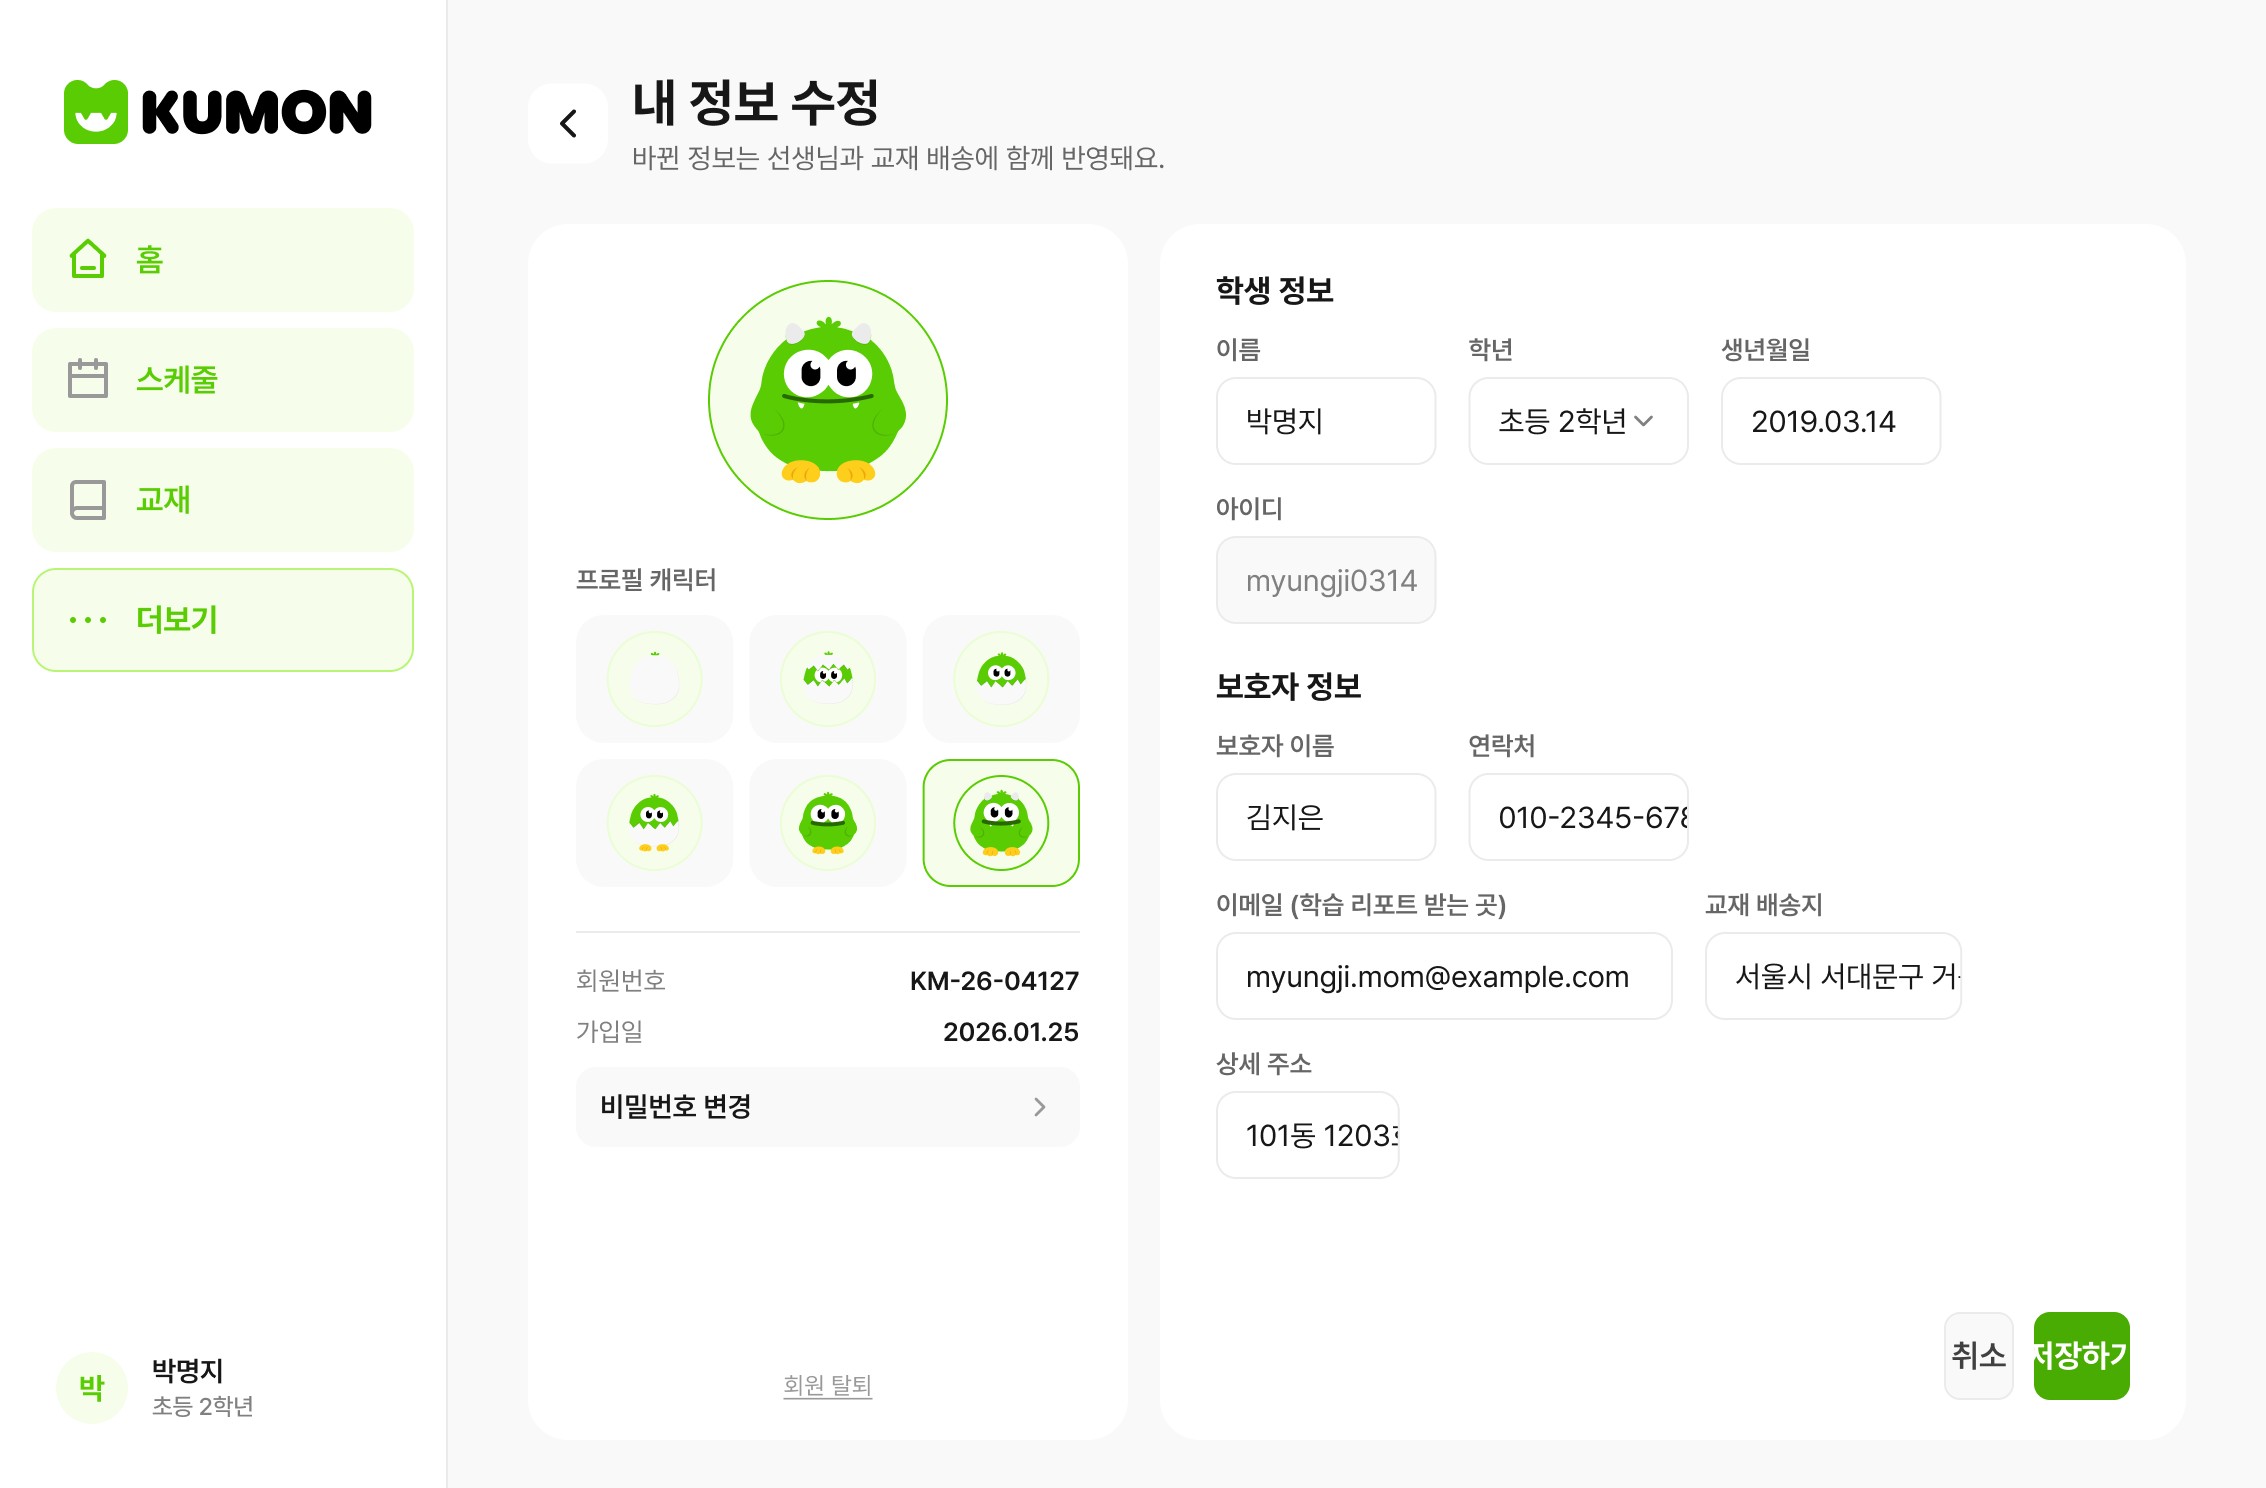 KUMON
홈
스케줄
교재
더보기
박
박명지
초등 2학년
내 정보 수정
바뀐 정보는 선생님과 교재 배송에 함께 반영돼요.
프로필 캐릭터
회원번호 KM-26-04127
가입일 2026.01.25
비밀번호 변경
회원 탈퇴
학생 정보
이름 학년 생년월일
박명지 초등 2학년 2019.03.14
아이디
myungji0314
보호자 정보
보호자 이름 연락처
김지은 010-2345-678
이메일 (학습 리포트 받는 곳) 교재 배송지
myungji.mom@example.com 서울시 서대문구 거
상세 주소
101동 1203
취소 저장하기